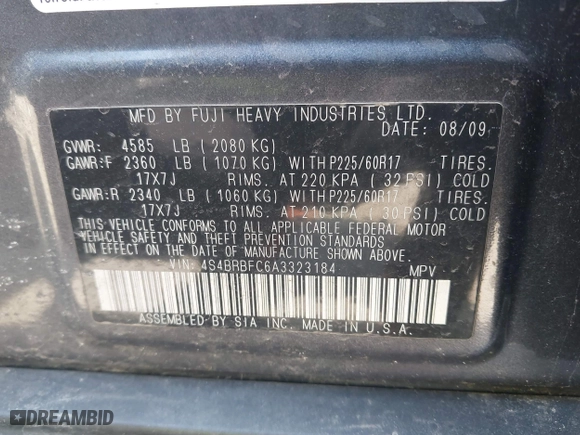 MFD BY FUJI HEAVY INDUSTRIES LTD.
DATE: 08/09
GVWR: 4585 LB (2080 KG)
GAWR:F 2360 LB (1070 KG) WITH P225/60R17 TIRES.
17X7J RIMS. AT 220 KPA (32 PSI) COLD
GAWR:R 2340 LB (1060 KG) WITH P225/60R17 TIRES.
17X7J RIMS. AT 210 KPA (30 PSI) COLD
THIS VEHICLE CONFORMS TO ALL APPLICABLE FEDERAL MOTOR
VEHICLE SAFETY AND THEFT PREVENTION STANDARDS
IN EFFECT ON THE DATE OF MANUFACTURE SHOWN ABOVE.
VIN: 4S4BRBFC6A3323184 MPV
ASSEMBLED BY SIA INC. MADE IN U.S.A.
DREAMBID